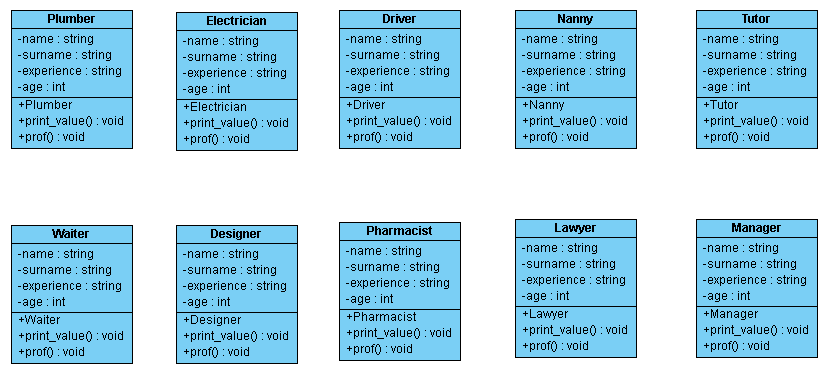 Plumber
-name : string
-surname : string
-experience : string
-age : int
+Plumber
+print_value() : void
+prof() : void
Electrician
-name : string
-surname : string
-experience : string
-age : int
+Electrician
+print_value() : void
+prof() : void
Driver
-name : string
-surname : string
-experience : string
-age : int
+Driver
+print_value() : void
+prof() : void
Nanny
-name : string
-surname : string
-experience : string
-age : int
+Nanny
+print_value() : void
+prof() : void
Tutor
-name : string
-surname : string
-experience : string
-age : int
+Tutor
+print_value() : void
+prof() : void
Waiter
-name : string
-surname : string
-experience : string
-age : int
+Waiter
+print_value() : void
+prof() : void
Designer
-name : string
-surname : string
-experience : string
-age : int
+Designer
+print_value() : void
+prof() : void
Pharmacist
-name : string
-surname : string
-experience : string
-age : int
+Pharmacist
+print_value() : void
+prof() : void
Lawyer
-name : string
-surname : string
-experience : string
-age : int
+Lawyer
+print_value() : void
+prof() : void
Manager
-name : string
-surname : string
-experience : string
-age : int
+Manager
+print_value() : void
+prof() : void